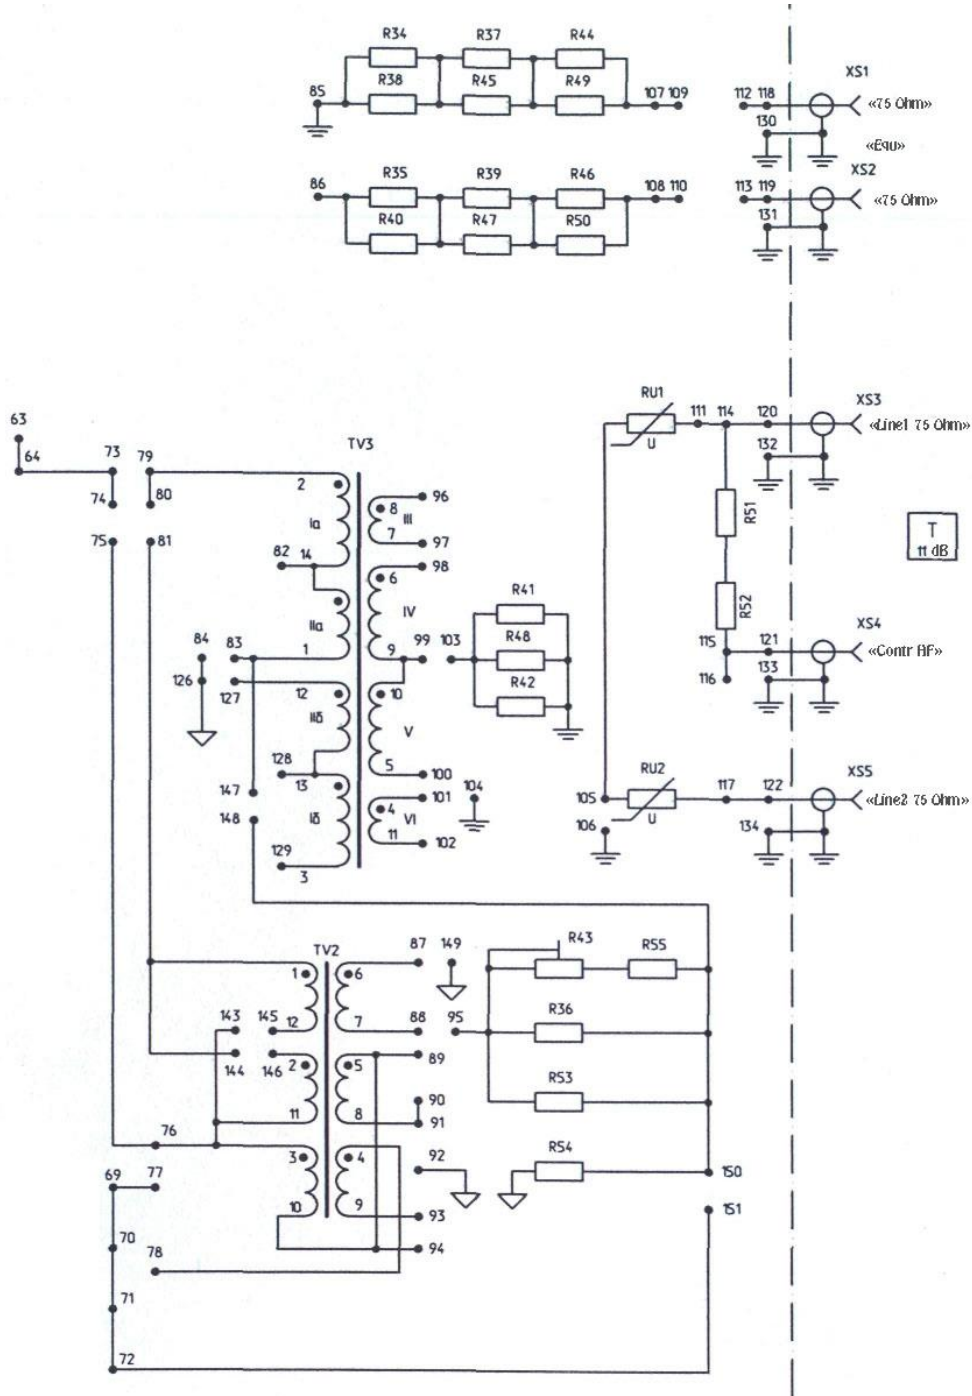 R34 R37 R44
XS1
R38 R45 R49
85 107 109 112 118 «75 Ohm»
130
«Equ»
XS2
R35 R39 R46
86 108 110 113 119 «75 Ohm»
R40 R47 R50 131
RU1
XS3
63
111 114 120 «Line1 75 Ohm»
TV3
U
73 79
132
64
2 96
74 80
8 III
Iα
R51
T
11 dB
75 81 7 97
82 14 98
6
R41
R52
IIα IV
XS4
84 83 1 9 99 103 R48 115 121 «Contr AF»
126 127 12 10 R42 116 133
IIδ V
128 5 100 RU2 XS5
13
147 Iδ 101 104 105 117 122 «Line2 75 Ohm»
4 VI
148 11 102 106 U 134
129
3
TV2
87 149 R43 R55
1 6
143 145 12 7 88 95 R36
144 146 2 5 89
R53
90
11 8 91
76
3 4 92 R54 150
69 77
10 9 93 151
70 78 94
71
72